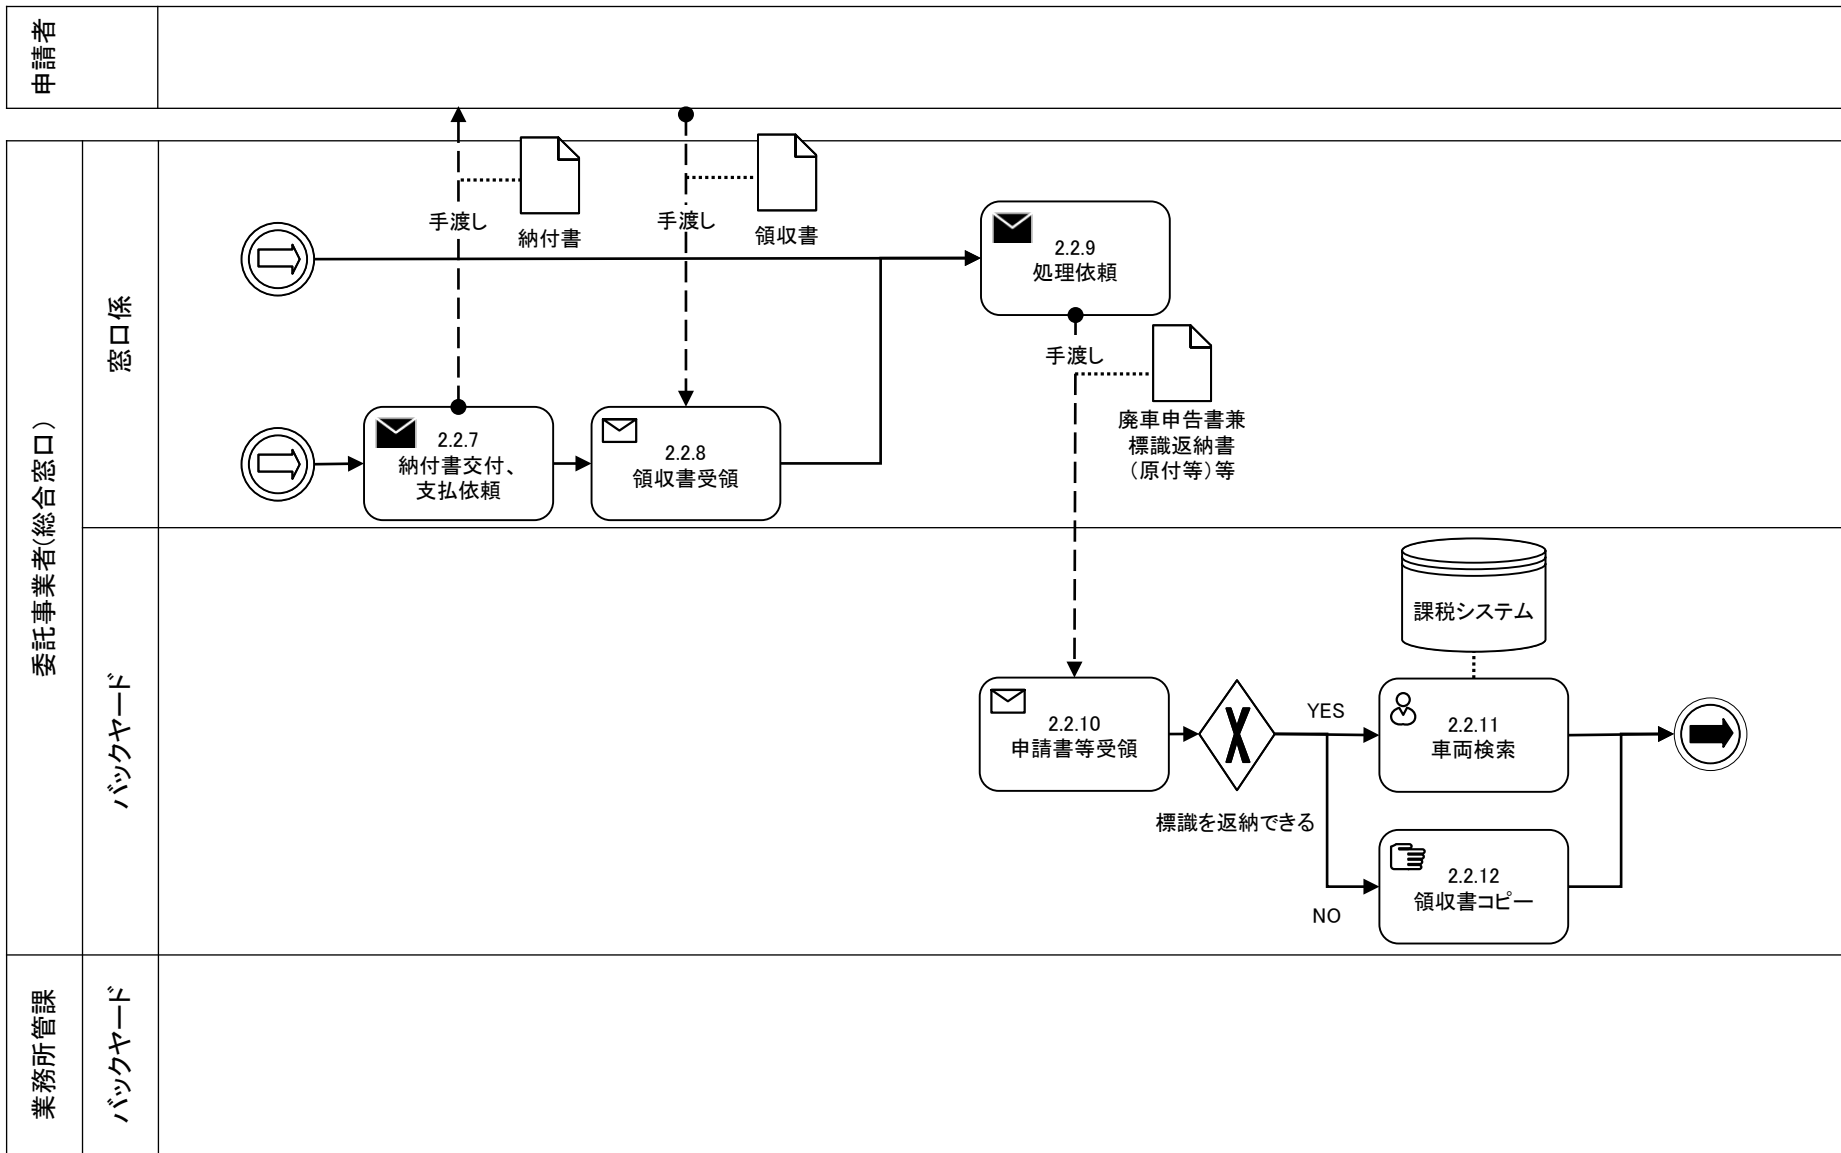 申請者
委託事業者(総合窓口)
窓口係
手渡し
納付書
手渡し
領収書
2.2.9
処理依頼
手渡し
廃車申告書兼
標識返納書
(原付等)等
2.2.7
納付書交付、
支払依頼
2.2.8
領収書受領
バックヤード
課税システム
2.2.10
申請書等受領
標識を返納できる
YES
2.2.11
車両検索
NO
2.2.12
領収書コピー
業務所管課
バックヤード